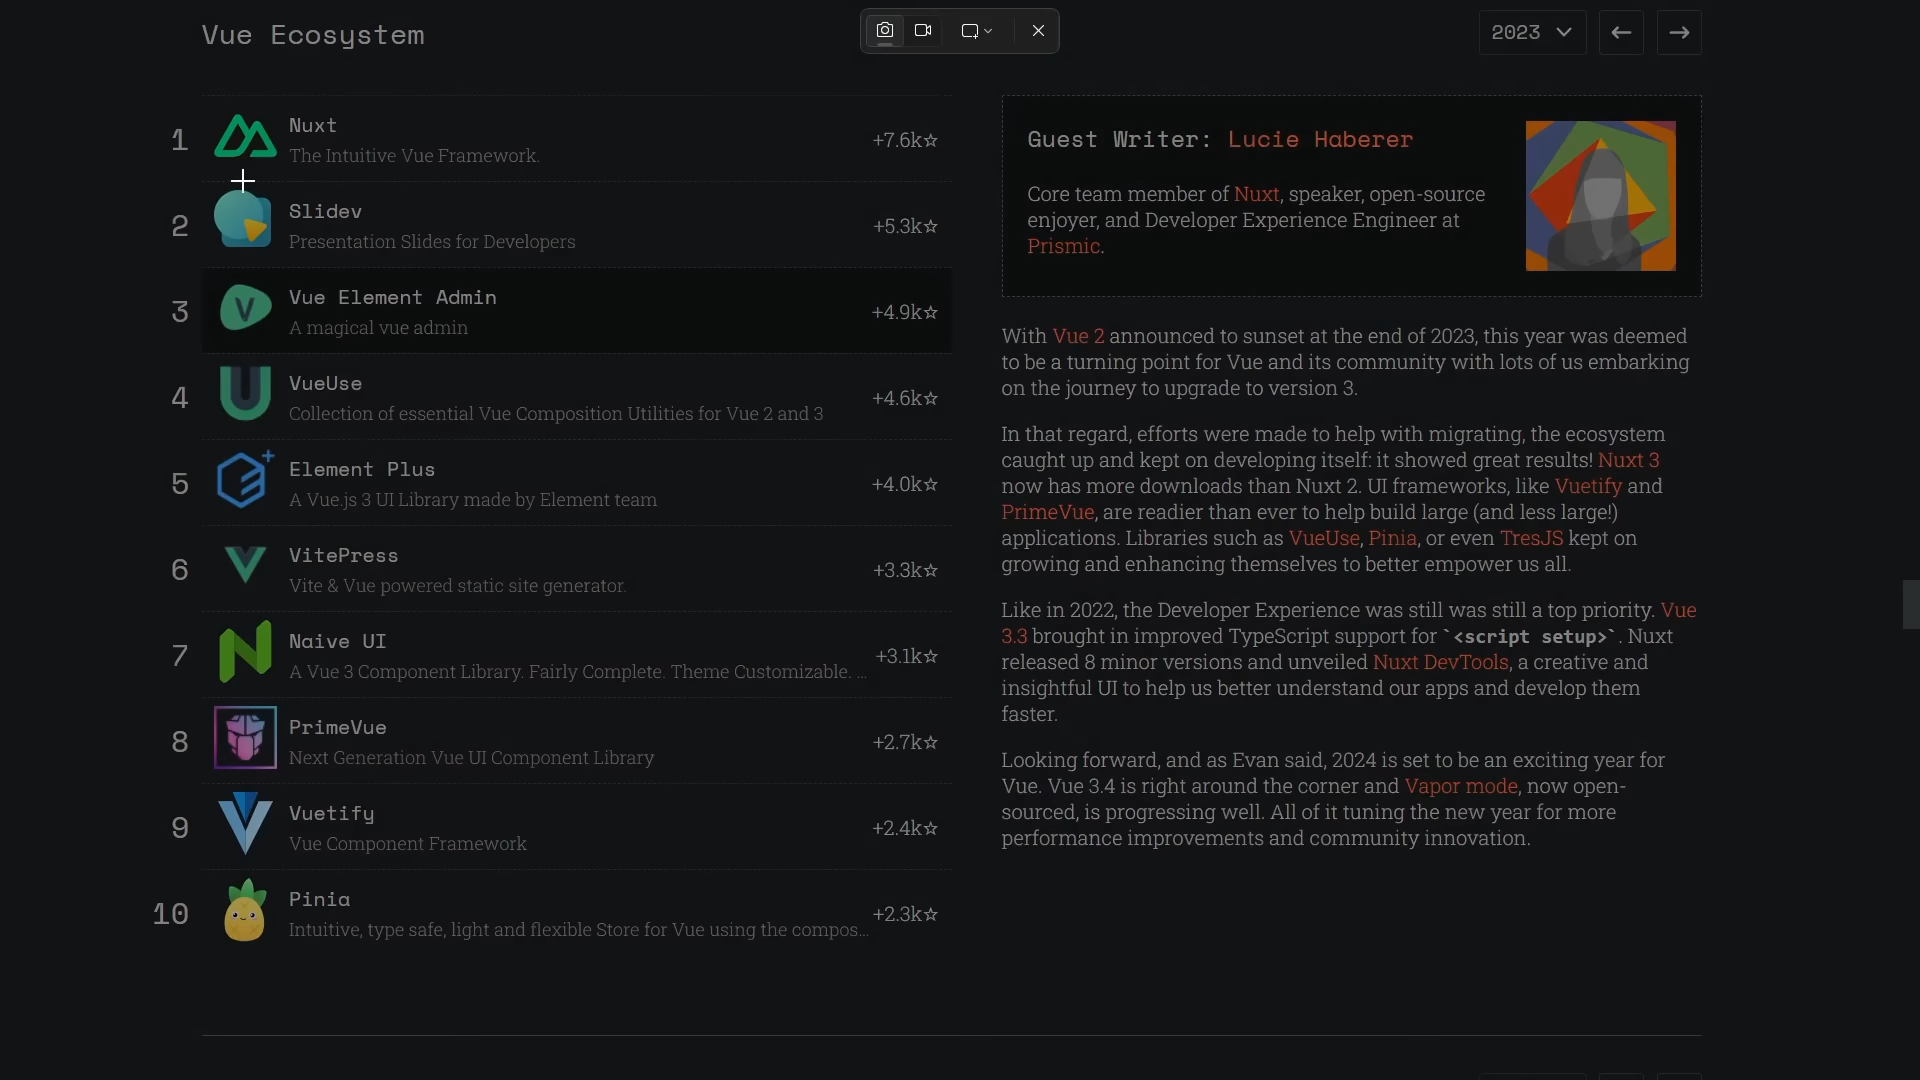 Vue Ecosystem
2023
1
Nuxt
The Intuitive Vue Framework.
+7.6k☆
2
Slidev
Presentation Slides for Developers
+5.3k☆
3
Vue Element Admin
A magical vue admin
+4.9k☆
4
VueUse
Collection of essential Vue Composition Utilities for Vue 2 and 3
+4.6k☆
5
Element Plus
A Vue.js 3 UI Library made by Element team
+4.0k☆
6
VitePress
Vite & Vue powered static site generator.
+3.3k☆
7
Naive UI
A Vue 3 Component Library. Fairly Complete. Theme Customizable. ...
+3.1k☆
8
PrimeVue
Next Generation Vue UI Component Library
+2.7k☆
9
Vuetify
Vue Component Framework
+2.4k☆
10
Pinia
Intuitive, type safe, light and flexible Store for Vue using the compos...
+2.3k☆
Guest Writer: Lucie Haberer
Core team member of Nuxt, speaker, open-source
enjoyer, and Developer Experience Engineer at
Prismic.
With Vue 2 announced to sunset at the end of 2023, this year was deemed
to be a turning point for Vue and its community with lots of us embarking
on the journey to upgrade to version 3.
In that regard, efforts were made to help with migrating, the ecosystem
caught up and kept on developing itself: it showed great results! Nuxt 3
now has more downloads than Nuxt 2. UI frameworks, like Vuetify and
PrimeVue, are readier than ever to help build large (and less large!)
applications. Libraries such as VueUse, Pinia, or even TresJS kept on
growing and enhancing themselves to better empower us all.
Like in 2022, the Developer Experience was still was still a top priority. Vue
3.3 brought in improved TypeScript support for `<script setup>`. Nuxt
released 8 minor versions and unveiled Nuxt DevTools, a creative and
insightful UI to help us better understand our apps and develop them
faster.
Looking forward, and as Evan said, 2024 is set to be an exciting year for
Vue. Vue 3.4 is right around the corner and Vapor mode, now open-
sourced, is progressing well. All of it tuning the new year for more
performance improvements and community innovation.